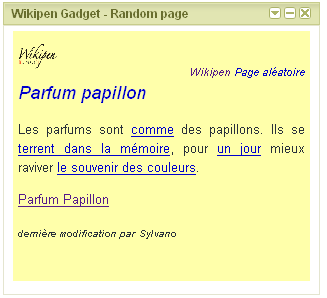 Wikipen Gadget - Random page
Wikipen
Wikipen Page aléatoire
Parfum papillon
Les parfums sont comme des papillons. Ils se
terrent dans la mémoire, pour un jour mieux
raviver le souvenir des couleurs.
Parfum Papillon
dernière modification par Sylvano